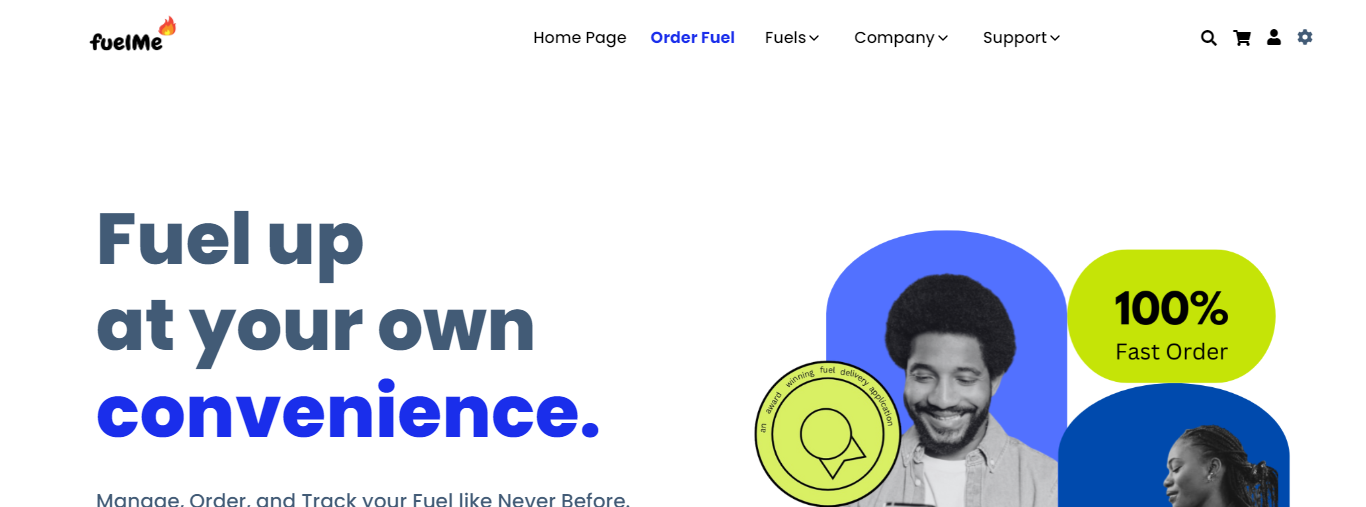 fuelMe
Home Page Order Fuel Fuels Company Support
Fuel up
at your own
convenience.
Manage, Order, and Track your Fuel like Never Before.
100%
Fast Order
an award winning fuel delivery application